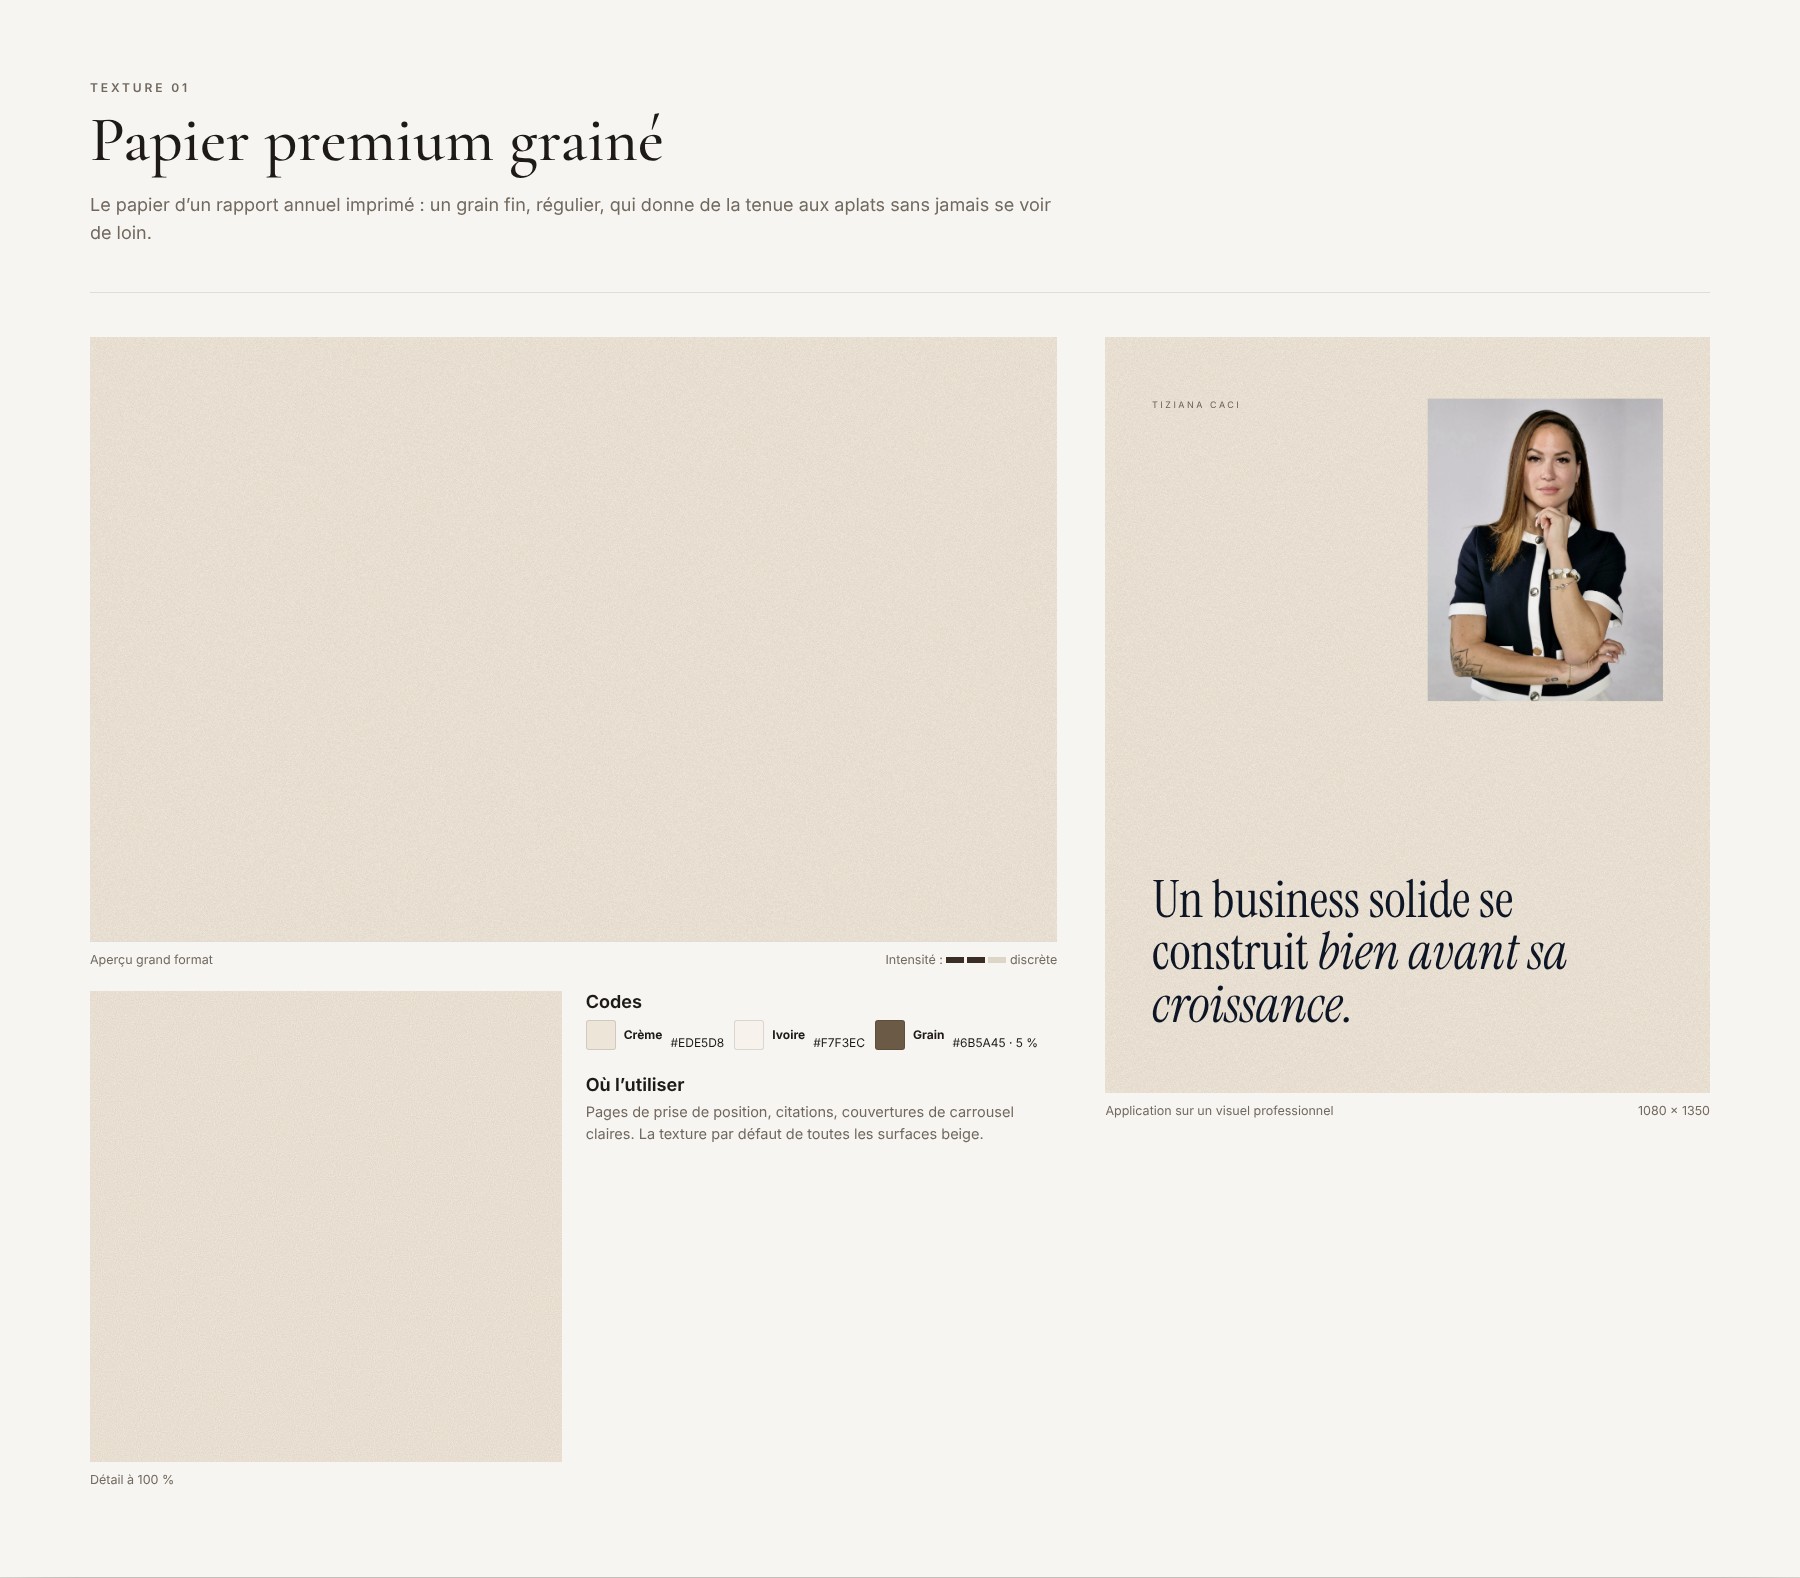 TEXTURE 01
Papier premium grainé
Le papier d’un rapport annuel imprimé : un grain fin, régulier, qui donne de la tenue aux aplats sans jamais se voir
de loin.
TIZIANA CACI
Un business solide se
construit bien avant sa
croissance.
Aperçu grand format
Intensité : discrète
Application sur un visuel professionnel
1080 × 1350
Codes
Crème #EDE5D8 Ivoire #F7F3EC Grain #6B5A45 · 5 %
Où l’utiliser
Pages de prise de position, citations, couvertures de carrousel
claires. La texture par défaut de toutes les surfaces beige.
Détail à 100 %